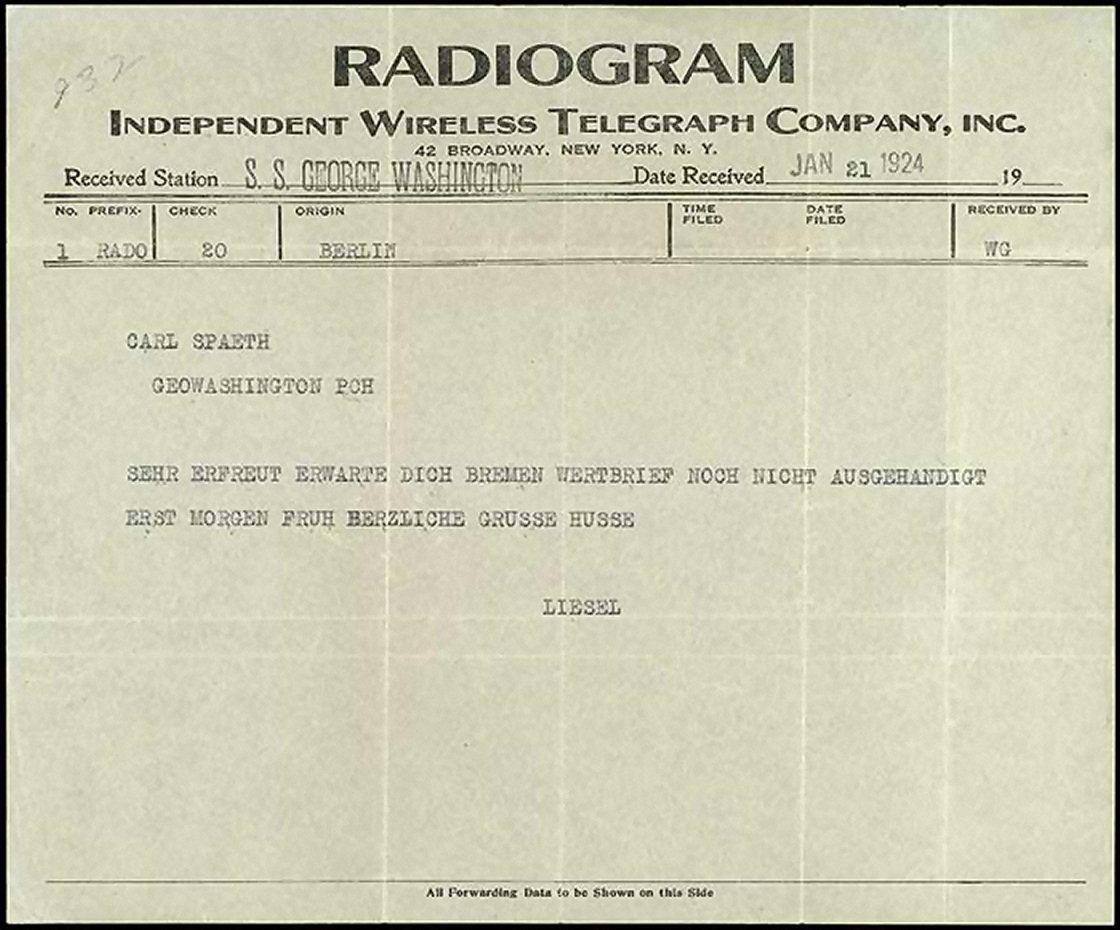 932
RADIOGRAM
INDEPENDENT WIRELESS TELEGRAPH COMPANY, INC.
42 BROADWAY, NEW YORK, N. Y.
Received Station S. S. GEORGE WASHINGTON Date Received JAN 21 1924 19
No. PREFIX. CHECK ORIGIN TIME FILED DATE FILED RECEIVED BY
1 RADO 20 BERLIN WG
CARL SPAETH
GEOWASHINGTON PCH
SEHR ERFREUT ERWARTE DICH BREMEN WERTBRIEF NOCH NICHT AUSGEHANDIGT
ERST MORGEN FRUH BERZLICHE GRUSSE HUSSE
LIESEL
All Forwarding Data to be Shown on this Side